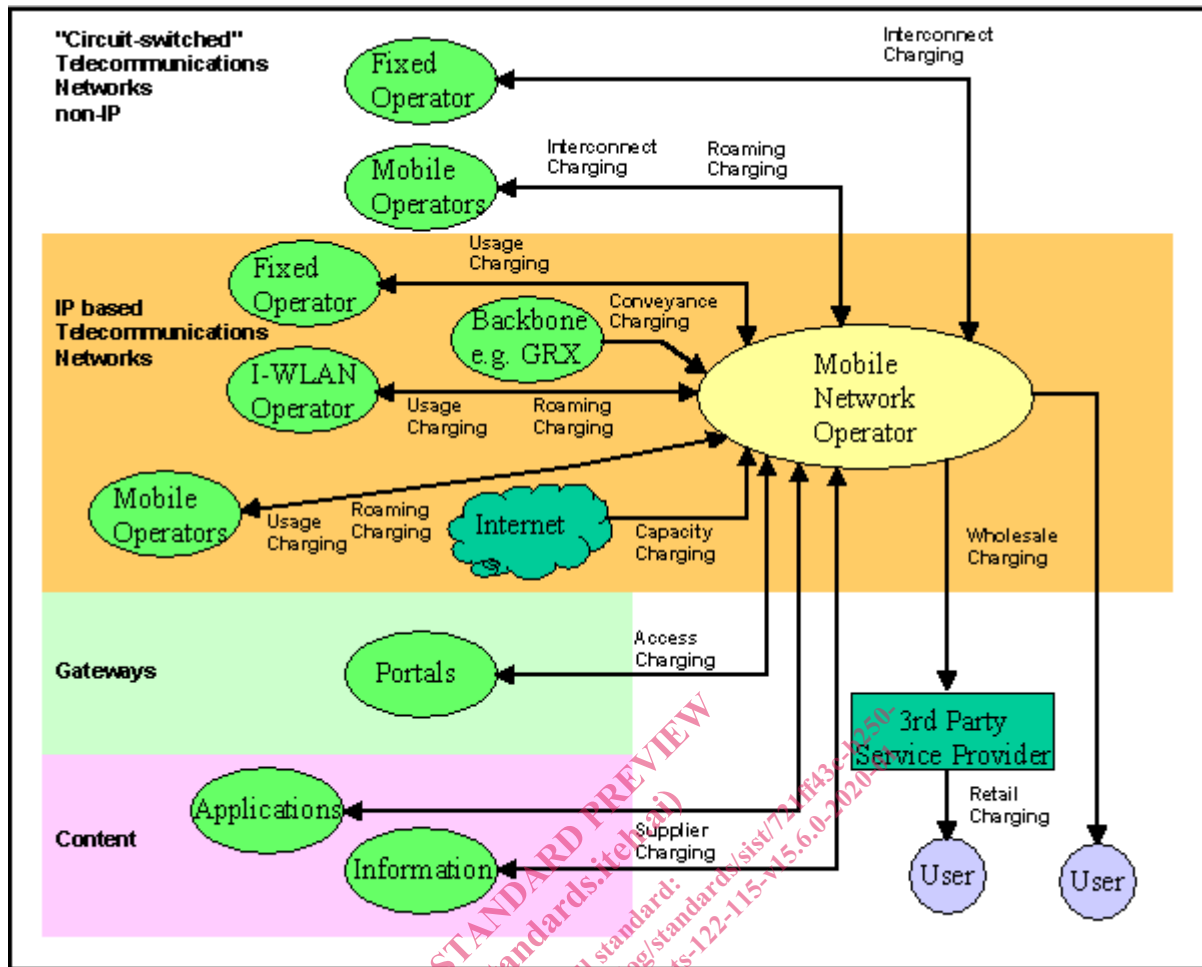 "Circuit-switched"
Telecommunications
Networks
non-IP
Fixed
Operator
Interconnect
Charging
Mobile
Operators
Interconnect
Charging
Roaming
Charging
IP based
Telecommunications
Networks
Fixed
Operator
Usage
Charging
Backbone
e.g. GRX
Conveyance
Charging
I-WLAN
Operator
Usage
Charging
Roaming
Charging
Mobile
Network
Operator
Mobile
Operators
Usage
Charging
Roaming
Charging
Internet
Capacity
Charging
Wholesale
Charging
Gateways
Portals
Access
Charging
3rd Party
Service Provider
Content
Applications
Information
Supplier
Charging
Retail
Charging
User
User
STANDARD PREVIEW
standard: